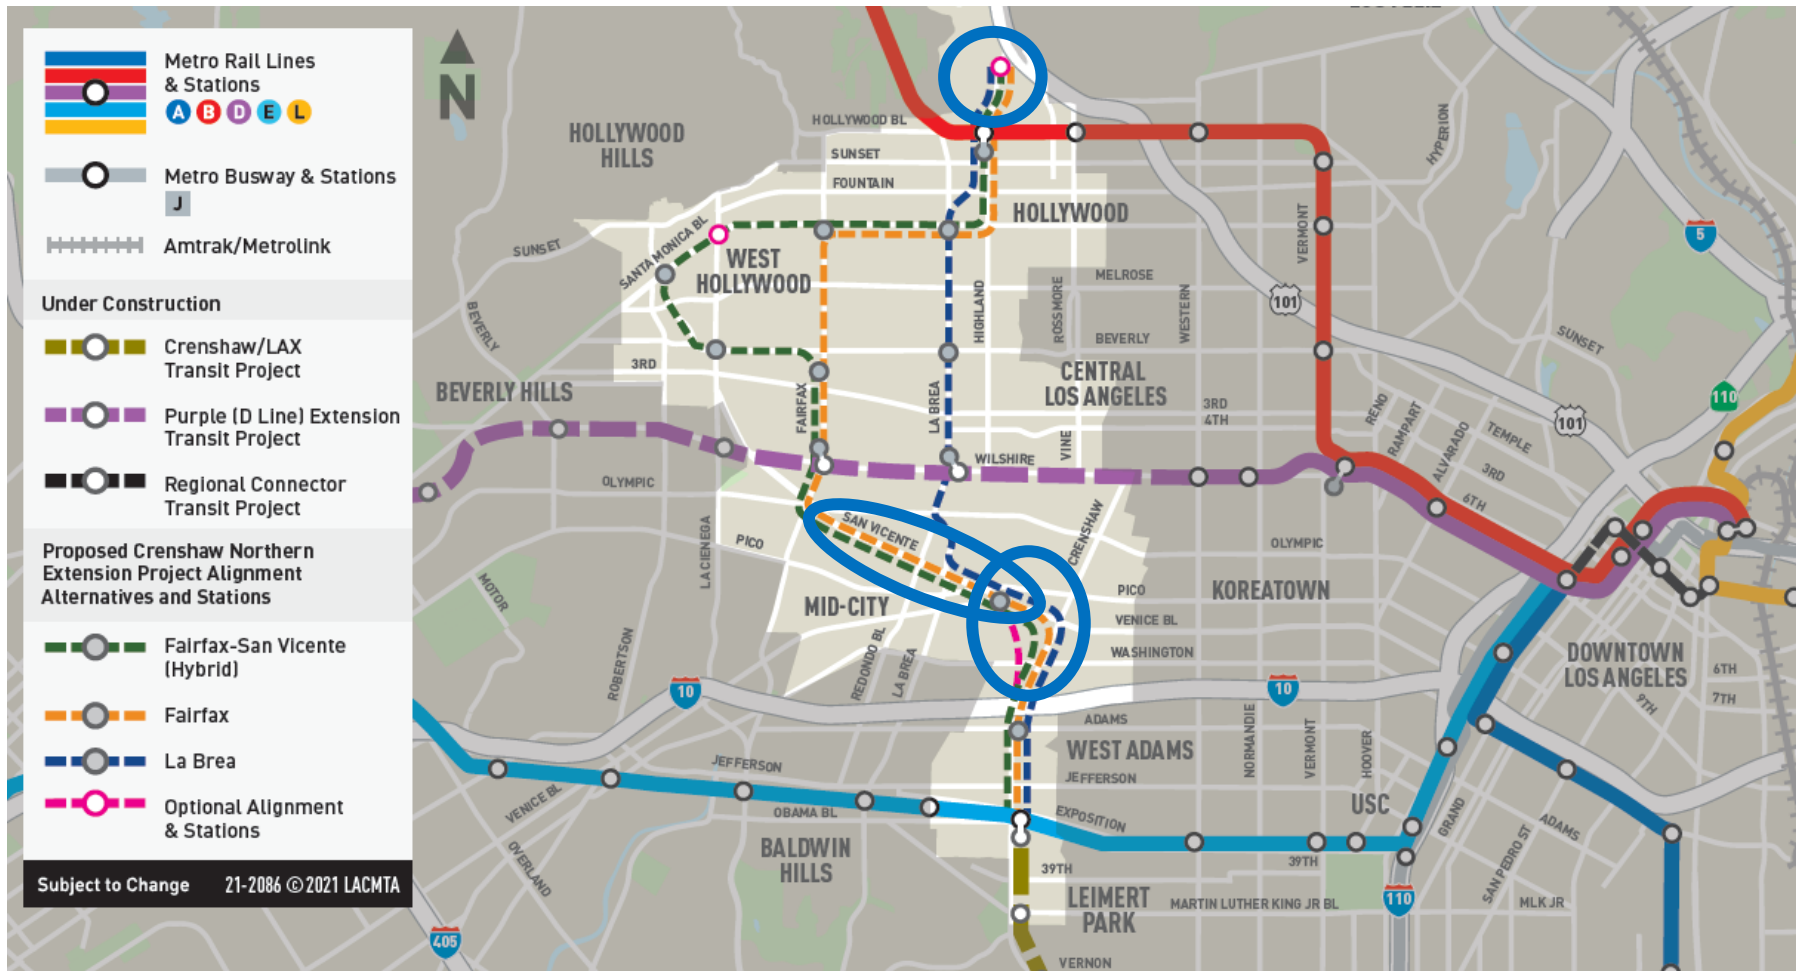 Metro Rail Lines
& Stations
A B D E L
Metro Busway & Stations
J
Amtrak/Metrolink
Under Construction
Crenshaw/LAX
Transit Project
Purple (D Line) Extension
Transit Project
Regional Connector
Transit Project
Proposed Crenshaw Northern
Extension Project Alignment
Alternatives and Stations
Fairfax-San Vicente
(Hybrid)
Fairfax
La Brea
Optional Alignment
& Stations
Subject to Change 21-2086 © 2021 LACMTA
N
HOLLYWOOD
HILLS
HOLLYWOOD BL
SUNSET
FOUNTAIN
HOLLYWOOD
SUNSET
SANTA MONICA BL
WEST
HOLLYWOOD
BEVERLY
MELROSE
HIGHLAND
ROSSMORE
WESTERN
VERMONT
HYPERION
5
101
SUNSET
BEVERLY
3RD
BEVERLY HILLS
FAIRFAX
LA BREA
CENTRAL
LOS ANGELES
VINE
3RD
4TH
RENO
RAMPART
ALVARADO
TEMPLE
3RD
6TH
101
110
WILSHIRE
OLYMPIC
SAN VICENTE
CRENSHAW
LA CIENEGA
PICO
OLYMPIC
MOTOR
MID-CITY
PICO
KOREATOWN
VENICE BL
WASHINGTON
ROBERTSON
REDONDO BL
LA BREA
10
10
DOWNTOWN
LOS ANGELES
6TH
7TH
9TH
ADAMS
WEST ADAMS
NORMANDIE
VERMONT
HOOVER
JEFFERSON
JEFFERSON
VENICE BL
OBAMA BL
EXPOSITION
USC
GRAND
ADAMS
SAN PEDRO ST
BALDWIN
HILLS
OVERLAND
39TH
39TH
LEIMERT
PARK
MARTIN LUTHER KING JR BL
110
MLK JR
405
VERNON